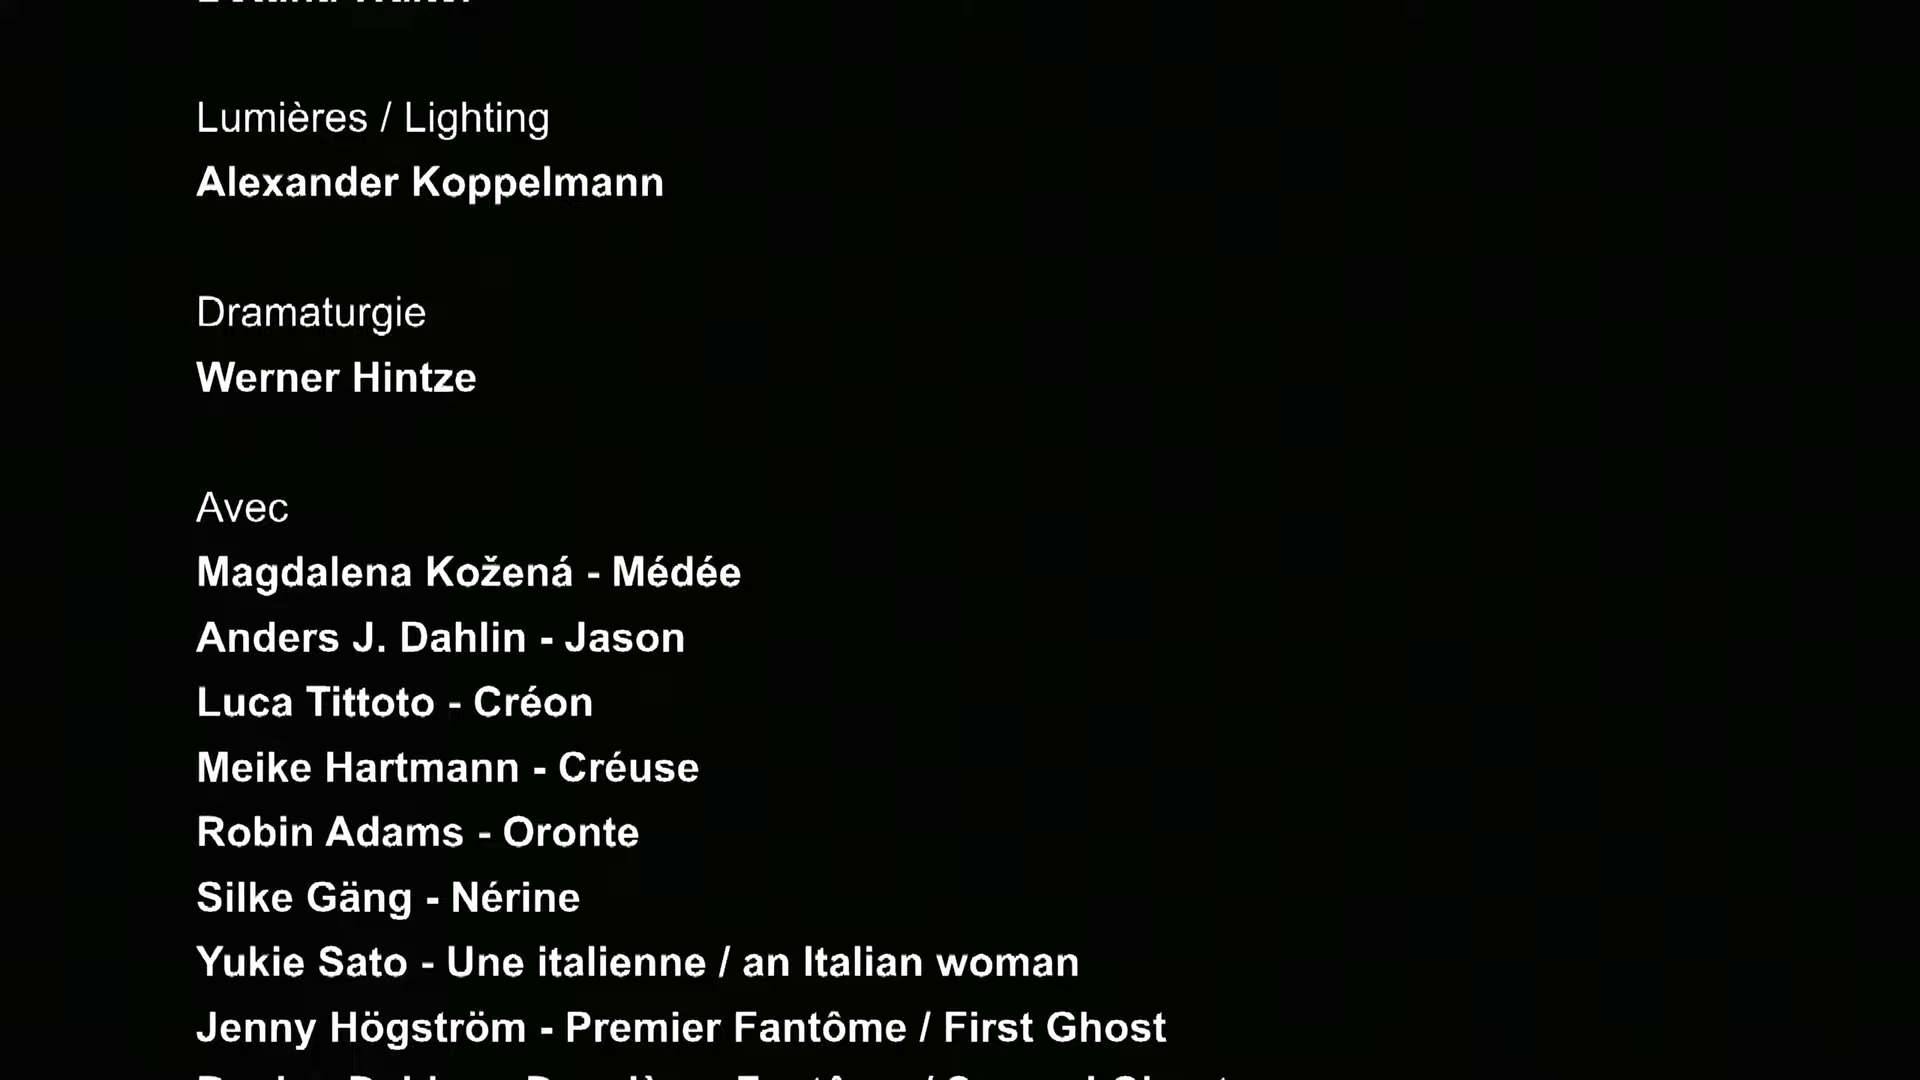 Lumières / Lighting
Alexander Koppelmann
Dramaturgie
Werner Hintze
Avec
Magdalena Kožená - Médée
Anders J. Dahlin - Jason
Luca Tittoto - Créon
Meike Hartmann - Créuse
Robin Adams - Oronte
Silke Gäng - Nérine
Yukie Sato - Une italienne / an Italian woman
Jenny Högström - Premier Fantôme / First Ghost